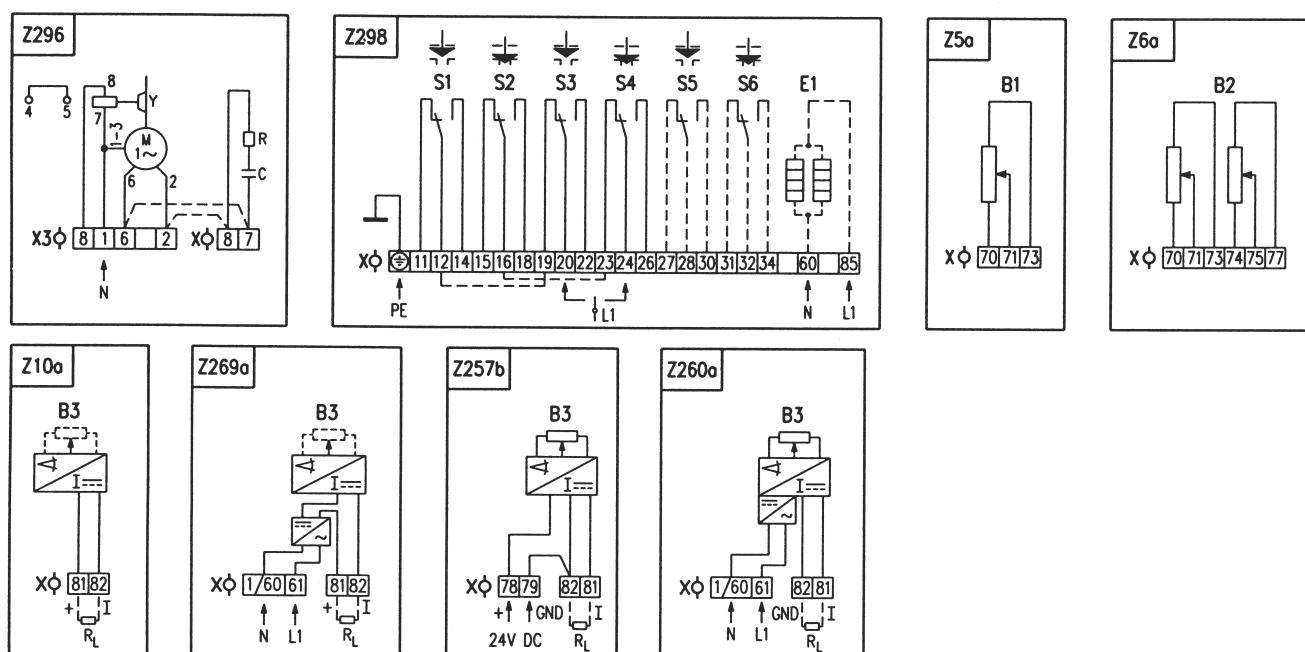 Z296
8
4 5
7
Y
1-3
M
1~
R
C
6 2
X3 8 1 6 2 X 8 7
N
Z298
S1 S2 S3 S4 S5 S6 E1
X 11 12 14 15 16 18 19 20 22 23 24 26 27 28 30 31 32 34 60 85
PE L1 N L1
Z5a
B1
X 70 71 73
Z6a
B2
X 70 71 73 74 75 77
Z10a
B3
I
X 81 82
+ I
RL
Z269a
B3
I
~
X 1/60 61 81 82
+ I
N L1 RL
Z257b
B3
I
X 78 79 82 81
+ GND I
24V DC RL
Z260a
B3
I
~
X 1/60 61 82 81
GND I
N L1 RL